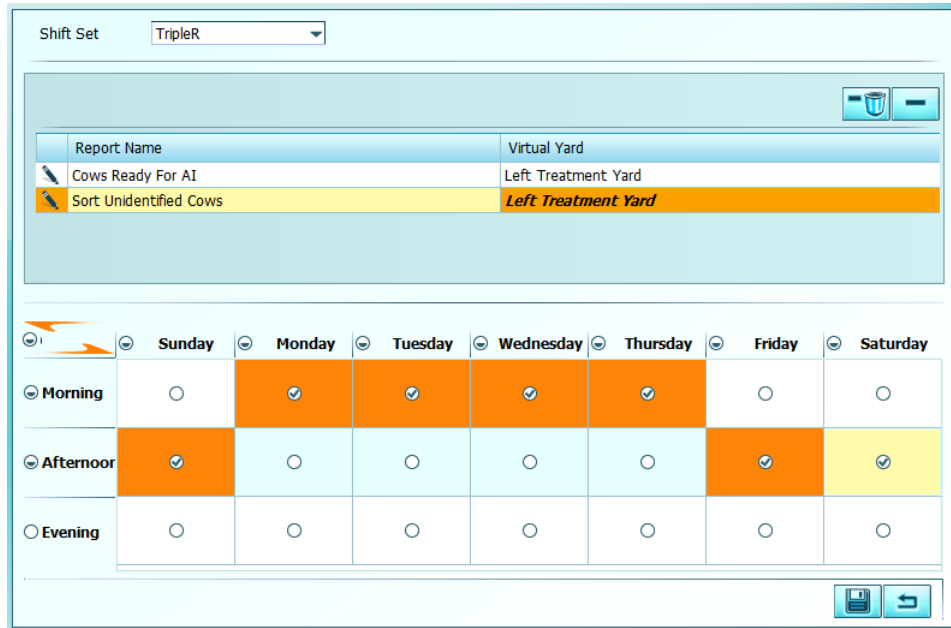 Shift Set TripleR
Report Name Virtual Yard
Cows Ready For AI Left Treatment Yard
Sort Unidentified Cows Left Treatment Yard
Sunday Monday Tuesday Wednesday Thursday Friday Saturday
Morning
Afternoor
Evening